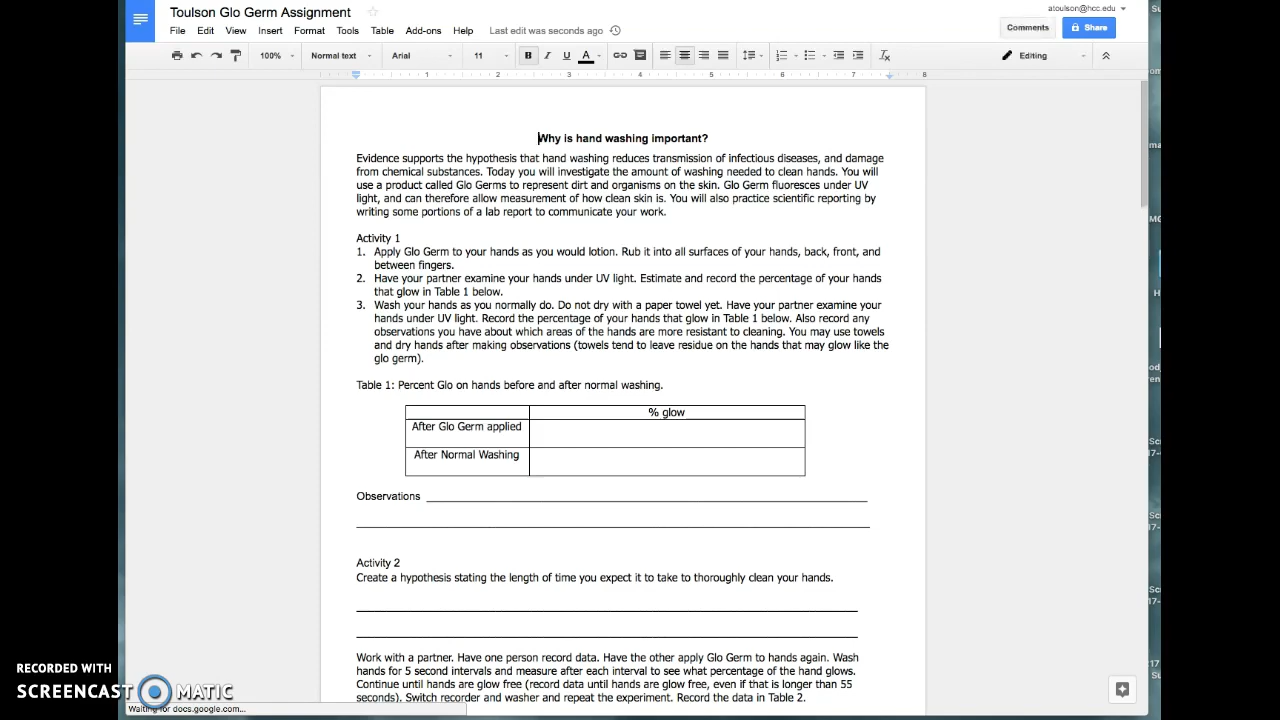 Toulson Glo Germ Assignment
atoulson@hcc.edu
File Edit View Insert Format Tools Table Add-ons Help Last edit was seconds ago
Comments
Share
100% Normal text Arial 11 B I U A Editing
1 2 3 4 5 6 7 8
Why is hand washing important?
Evidence supports the hypothesis that hand washing reduces transmission of infectious diseases, and damage
from chemical substances. Today you will investigate the amount of washing needed to clean hands. You will
use a product called Glo Germs to represent dirt and organisms on the skin. Glo Germ fluoresces under UV
light, and can therefore allow measurement of how clean skin is. You will also practice scientific reporting by
writing some portions of a lab report to communicate your work.
Activity 1
1. Apply Glo Germ to your hands as you would lotion. Rub it into all surfaces of your hands, back, front, and
between fingers.
2. Have your partner examine your hands under UV light. Estimate and record the percentage of your hands
that glow in Table 1 below.
3. Wash your hands as you normally do. Do not dry with a paper towel yet. Have your partner examine your
hands under UV light. Record the percentage of your hands that glow in Table 1 below. Also record any
observations you have about which areas of the hands are more resistant to cleaning. You may use towels
and dry hands after making observations (towels tend to leave residue on the hands that may glow like the
glo germ).
Table 1: Percent Glo on hands before and after normal washing.
% glow
After Glo Germ applied
After Normal Washing
Observations
Activity 2
Create a hypothesis stating the length of time you expect it to take to thoroughly clean your hands.
Work with a partner. Have one person record data. Have the other apply Glo Germ to hands again. Wash
hands for 5 second intervals and measure after each interval to see what percentage of the hand glows.
Continue until hands are glow free (record data until hands are glow free, even if that is longer than 55
seconds). Switch recorder and washer and repeat the experiment. Record the data in Table 2.
RECORDED WITH
SCREENCAST MATIC
Waiting for docs.google.com...